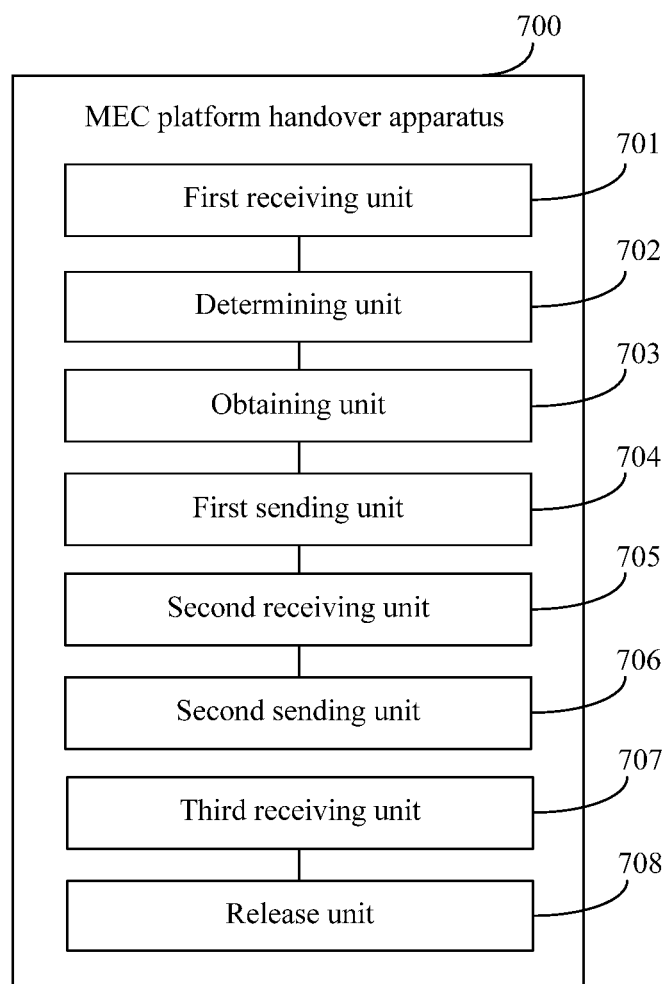 700
MEC platform handover apparatus
701
First receiving unit
702
Determining unit
703
Obtaining unit
704
First sending unit
705
Second receiving unit
706
Second sending unit
707
Third receiving unit
708
Release unit